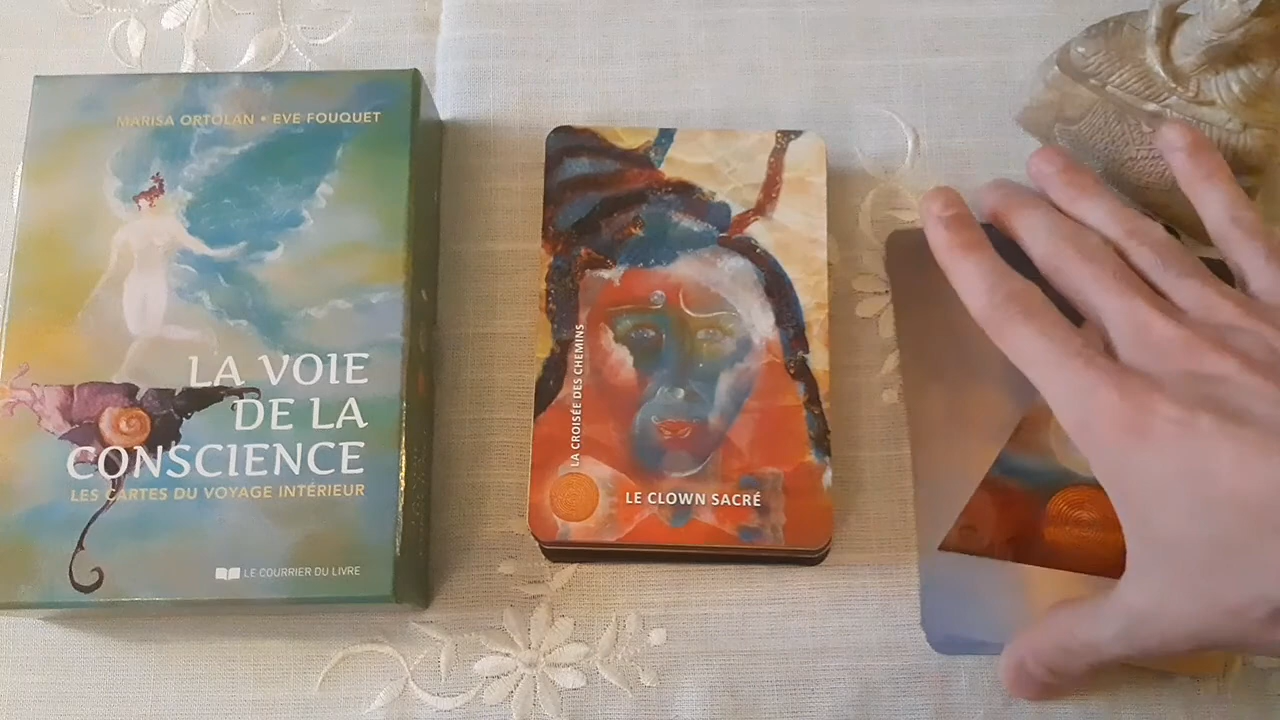 MARISA ORTOLAN • EVE FOUQUET
LA VOIE
DE LA
CONSCIENCE
LES CARTES DU VOYAGE INTÉRIEUR
LE COURRIER DU LIVRE
LA CROISÉE DES CHEMINS
LE CLOWN SACRÉ